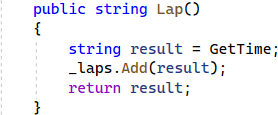 public string Lap()
{
    string result = GetTime;
    _laps.Add(result);
    return result;
}